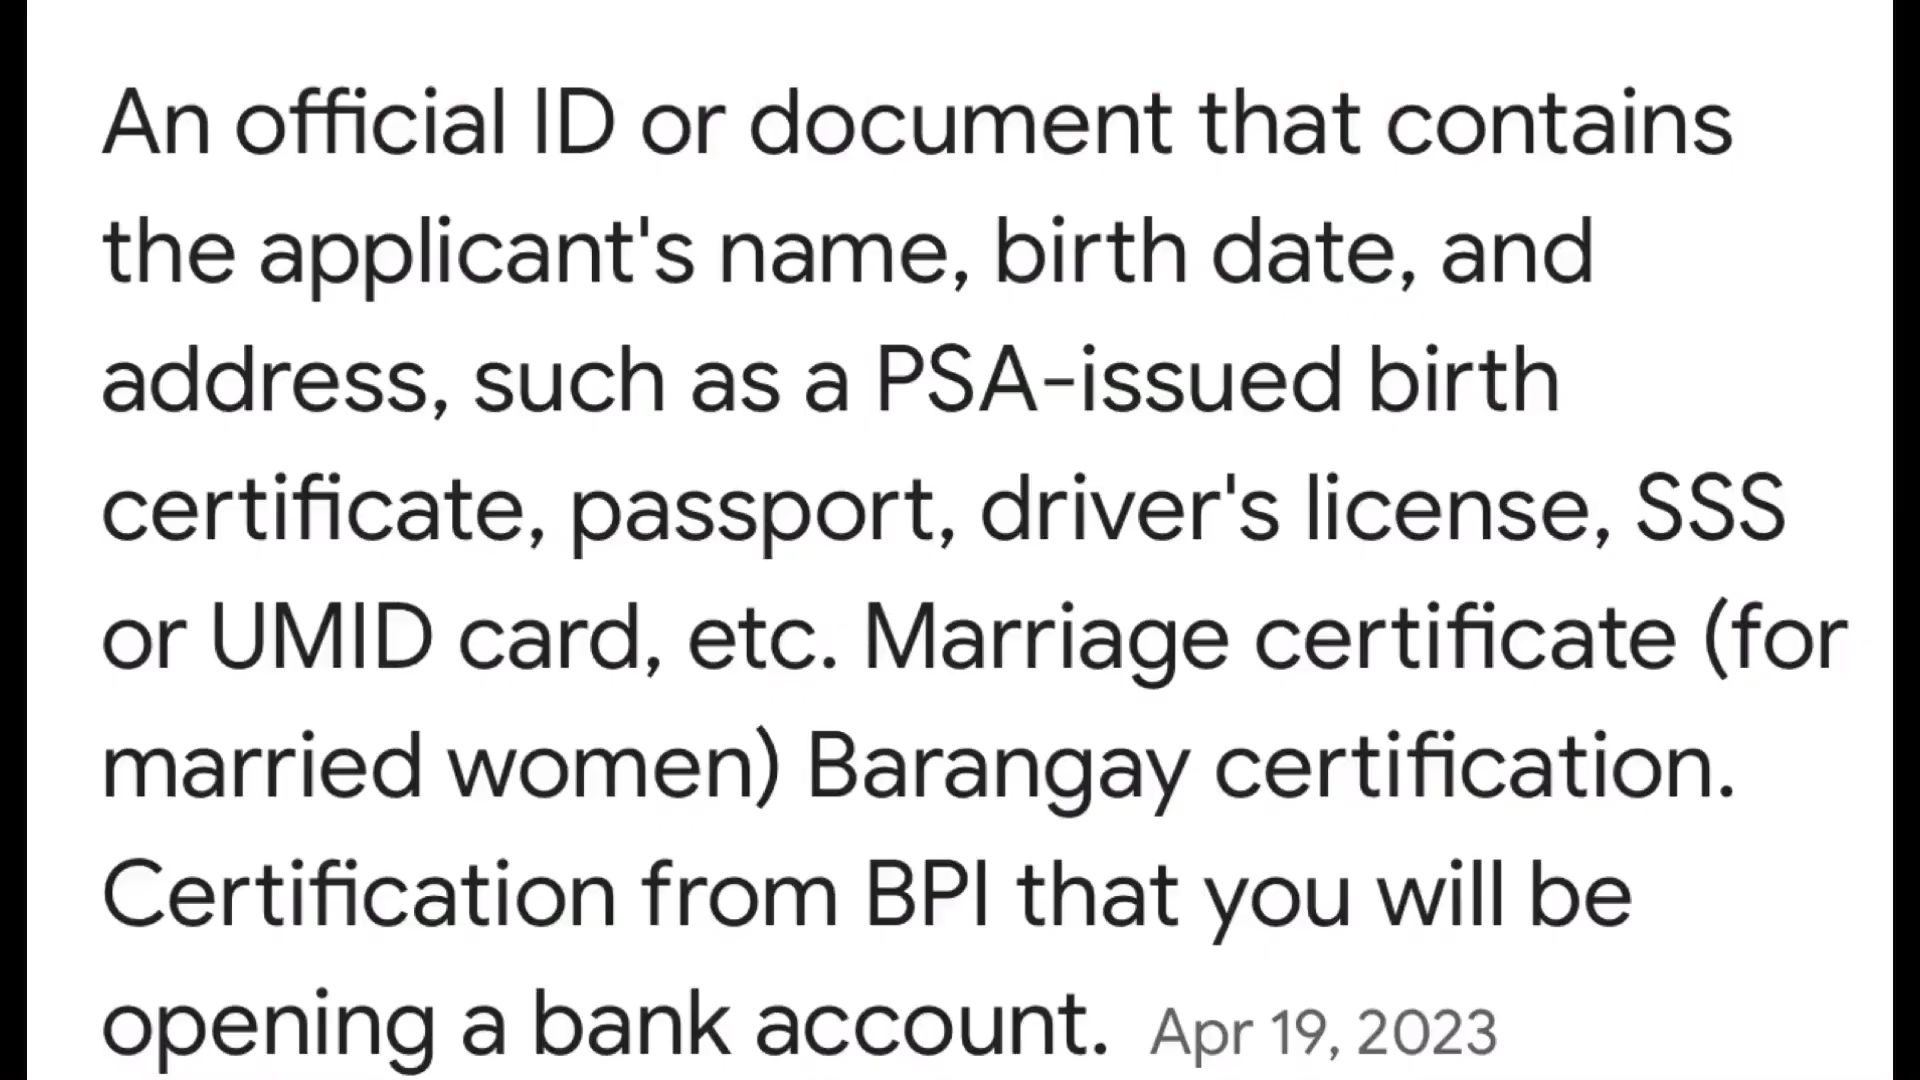 An official ID or document that contains
the applicant's name, birth date, and
address, such as a PSA-issued birth
certificate, passport, driver's license, SSS
or UMID card, etc. Marriage certificate (for
married women) Barangay certification.
Certification from BPI that you will be
opening a bank account. Apr 19, 2023